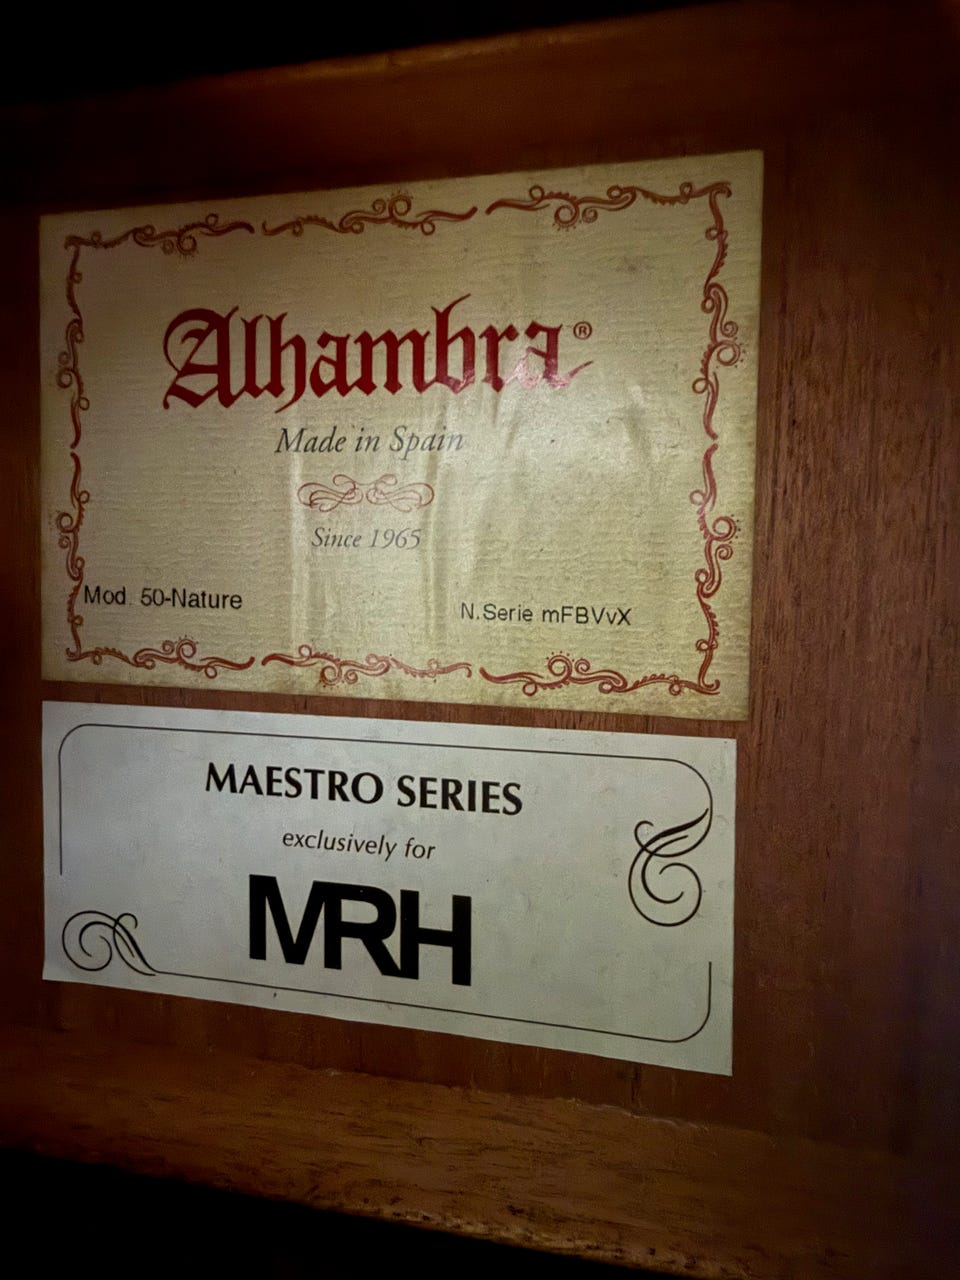 Alhambra®
Made in Spain
Since 1965
Mod. 50-Nature
N.Serie mFBVvX
MAESTRO SERIES
exclusively for
MRH